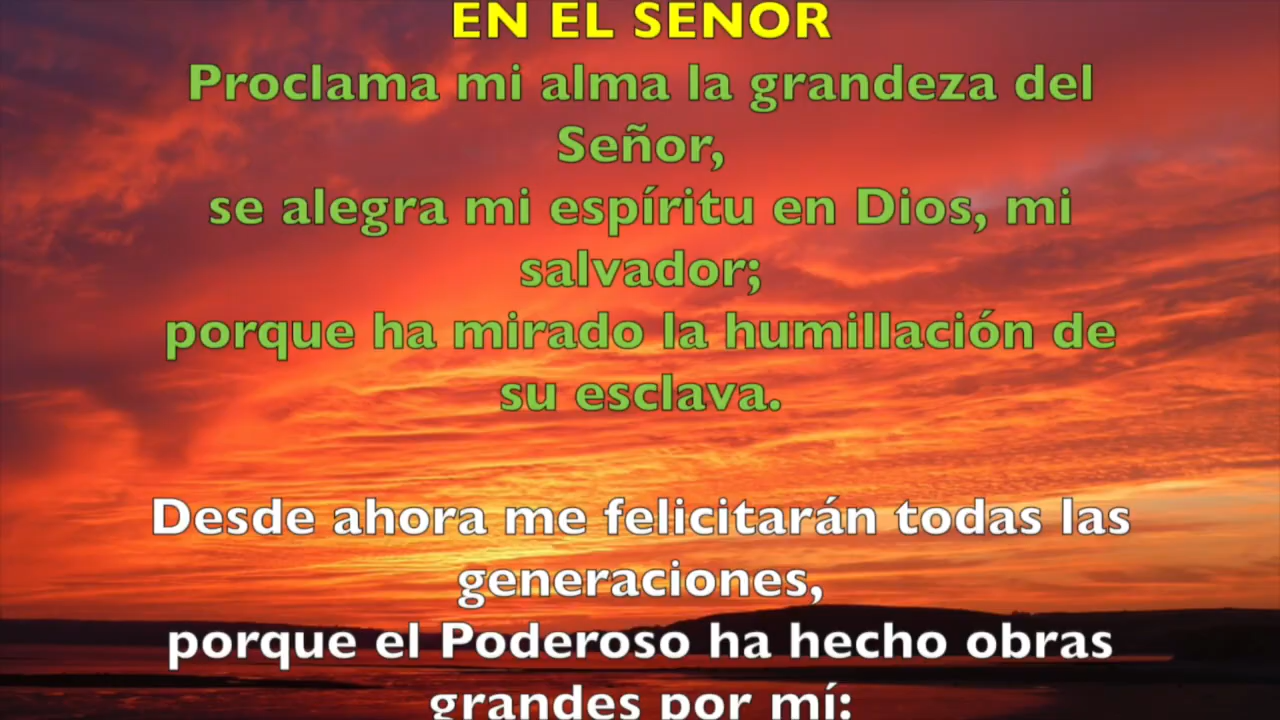 EN EL SEÑOR
Proclama mi alma la grandeza del
Señor,
se alegra mi espíritu en Dios, mi
salvador;
porque ha mirado la humillación de
su esclava.
Desde ahora me felicitarán todas las
generaciones,
porque el Poderoso ha hecho obras
grandes por mí: